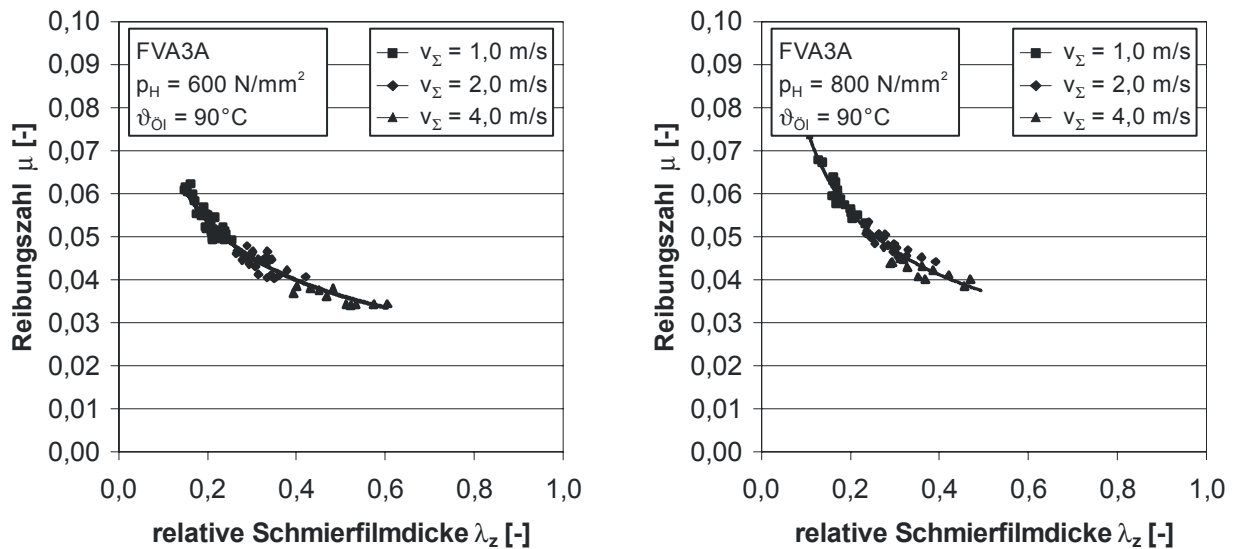 0,10
0,09
0,08
0,07
0,06
0,05
0,04
0,03
0,02
0,01
0,00
Reibungszahl μ [-]
FVA3A
p_H = 600 N/mm²
ϑ_Öl = 90°C
v_Σ = 1,0 m/s
v_Σ = 2,0 m/s
v_Σ = 4,0 m/s
0,0 0,2 0,4 0,6 0,8 1,0
relative Schmierfilmdicke λ_z [-]
0,10
0,09
0,08
0,07
0,06
0,05
0,04
0,03
0,02
0,01
0,00
Reibungszahl μ [-]
FVA3A
p_H = 800 N/mm²
ϑ_Öl = 90°C
v_Σ = 1,0 m/s
v_Σ = 2,0 m/s
v_Σ = 4,0 m/s
0,0 0,2 0,4 0,6 0,8 1,0
relative Schmierfilmdicke λ_z [-]